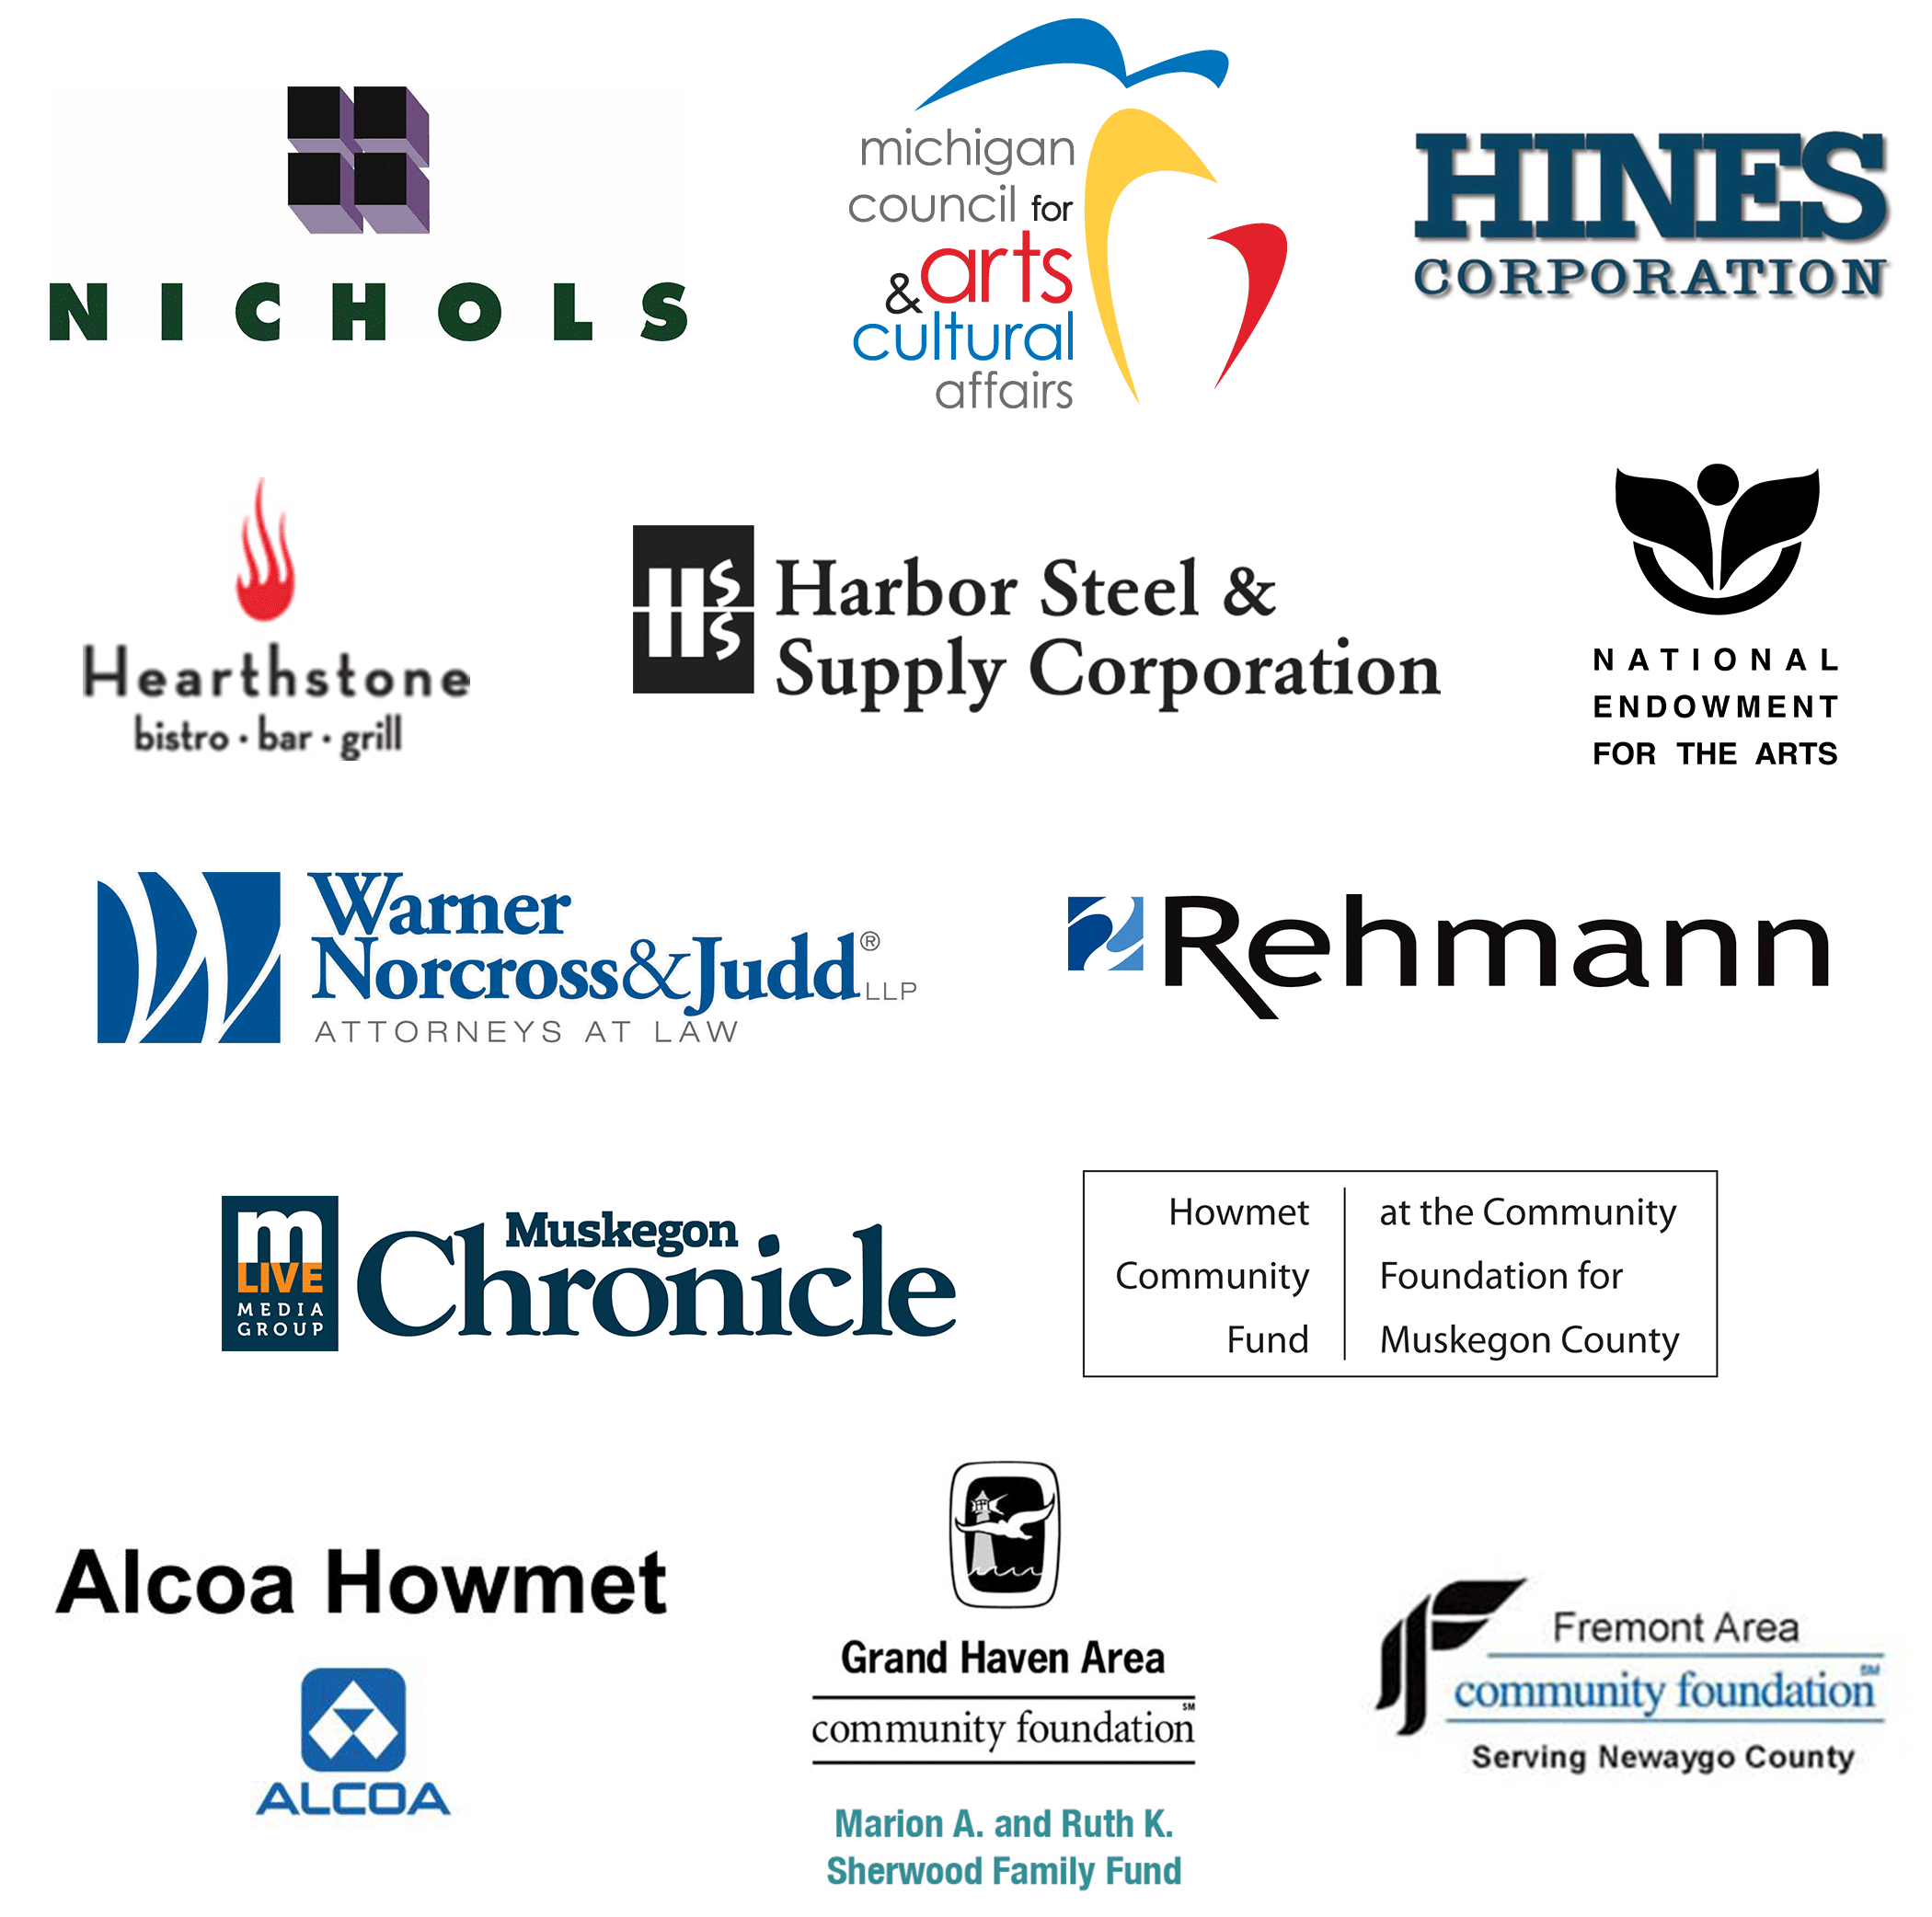 NICHOLS
michigan
council for
arts
& cultural
affairs
HINES
CORPORATION
Hearthstone
bistro · bar · grill
HSS
Harbor Steel &
Supply Corporation
NATIONAL
ENDOWMENT
FOR THE ARTS
Warner
Norcross&Judd® LLP
ATTORNEYS AT LAW
Rehmann
m
LIVE
MEDIA
GROUP
Muskegon
Chronicle
Howmet
Community
Fund
at the Community
Foundation for
Muskegon County
Alcoa Howmet
ALCOA
Grand Haven Area
community foundation℠
Marion A. and Ruth K.
Sherwood Family Fund
Fremont Area
community foundation℠
Serving Newaygo County